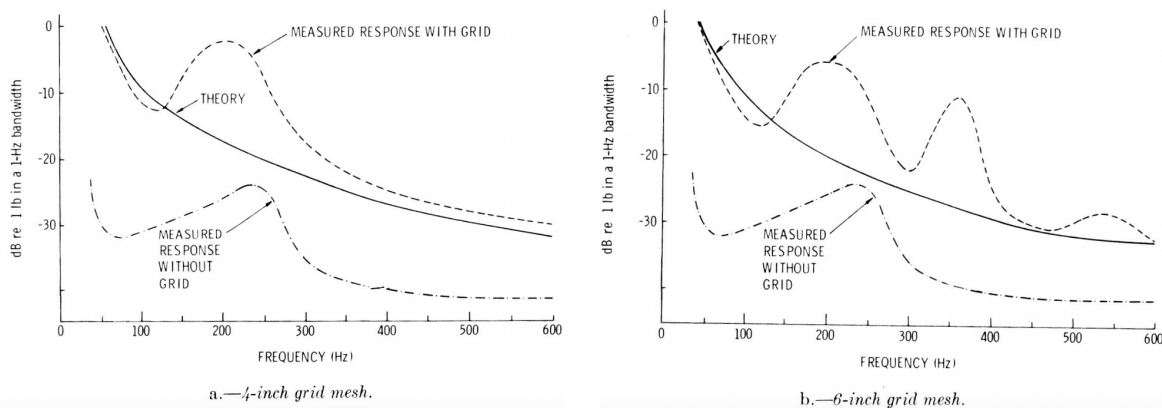 0
-10
-20
-30
dB re 1 lb in a 1-Hz bandwidth
MEASURED RESPONSE WITH GRID
THEORY
MEASURED
RESPONSE
WITHOUT
GRID
0 100 200 300 400 500 600
FREQUENCY (Hz)
a.—4-inch grid mesh.
0
-10
-20
-30
dB re 1 lb in a 1-Hz bandwidth
THEORY
MEASURED RESPONSE WITH GRID
MEASURED
RESPONSE
WITHOUT
GRID
0 100 200 300 400 500 600
FREQUENCY (Hz)
b.—6-inch grid mesh.